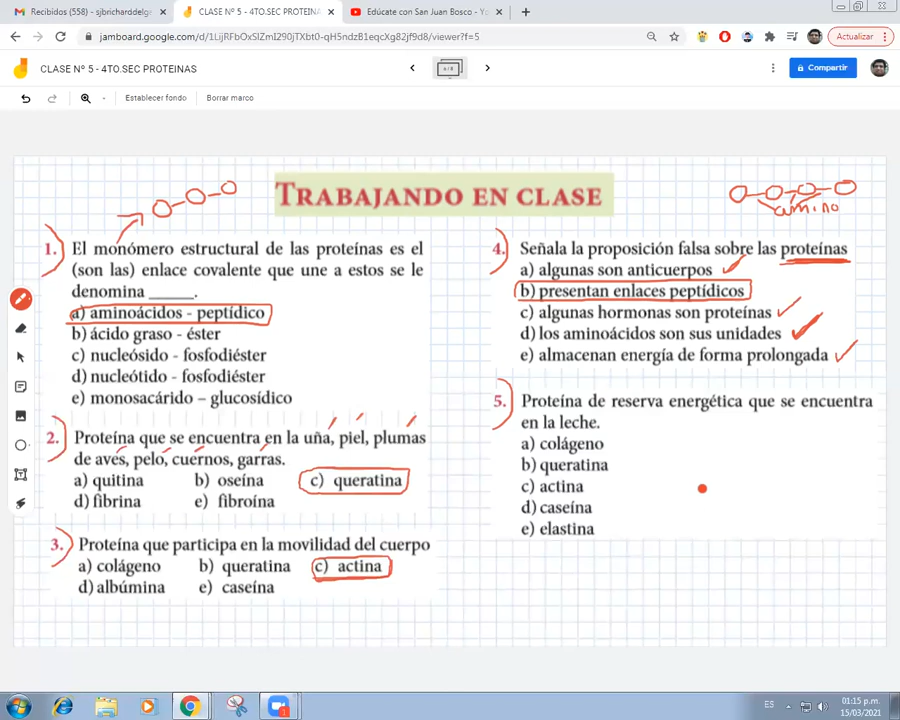 Recibidos (558) - sjbricharddelge
CLASE Nº 5 - 4TO.SEC PROTEINA
Edúcate con San Juan Bosco - Yo
jamboard.google.com/d/1LijRFbOxSlZmI90jTXbt0-qH5ndzB1eqcXg82jf9d8/viewer?f=5
Actualizar
CLASE Nº 5 - 4TO.SEC PROTEINAS
Compartir
Establecer fondo
Borrar marco
TRABAJANDO EN CLASE
1. El monómero estructural de las proteínas es el
(son las) enlace covalente que une a estos se le
denomina ______.
a) aminoácidos - peptídico
b) ácido graso - éster
c) nucleósido - fosfodiéster
d) nucleótido - fosfodiéster
e) monosacárido – glucosídico
2. Proteína que se encuentra en la uña, piel, plumas
de aves, pelo, cuernos, garras.
a) quitina b) oseína c) queratina
d) fibrina e) fibroína
3. Proteína que participa en la movilidad del cuerpo
a) colágeno b) queratina c) actina
d) albúmina e) caseína
amino
4. Señala la proposición falsa sobre las proteínas
a) algunas son anticuerpos
b) presentan enlaces peptídicos
c) algunas hormonas son proteínas
d) los aminoácidos son sus unidades
e) almacenan energía de forma prolongada
5. Proteína de reserva energética que se encuentra
en la leche.
a) colágeno
b) queratina
c) actina
d) caseína
e) elastina
ES
01:15 p.m.
15/03/2021